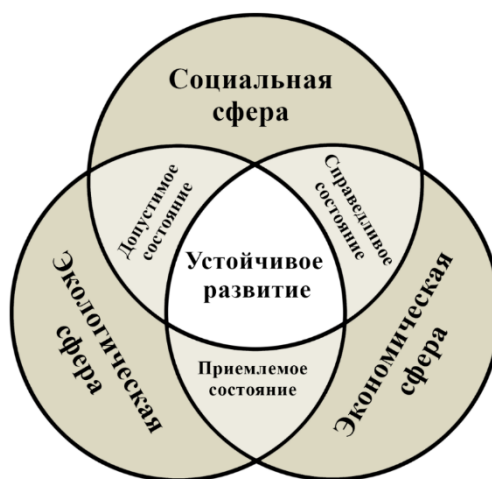 Социальная
сфера
Допустимое
состояние
Справедливое
состояние
Устойчивое
развитие
Экологическая
сфера
Приемлемое
состояние
Экономическая
сфера